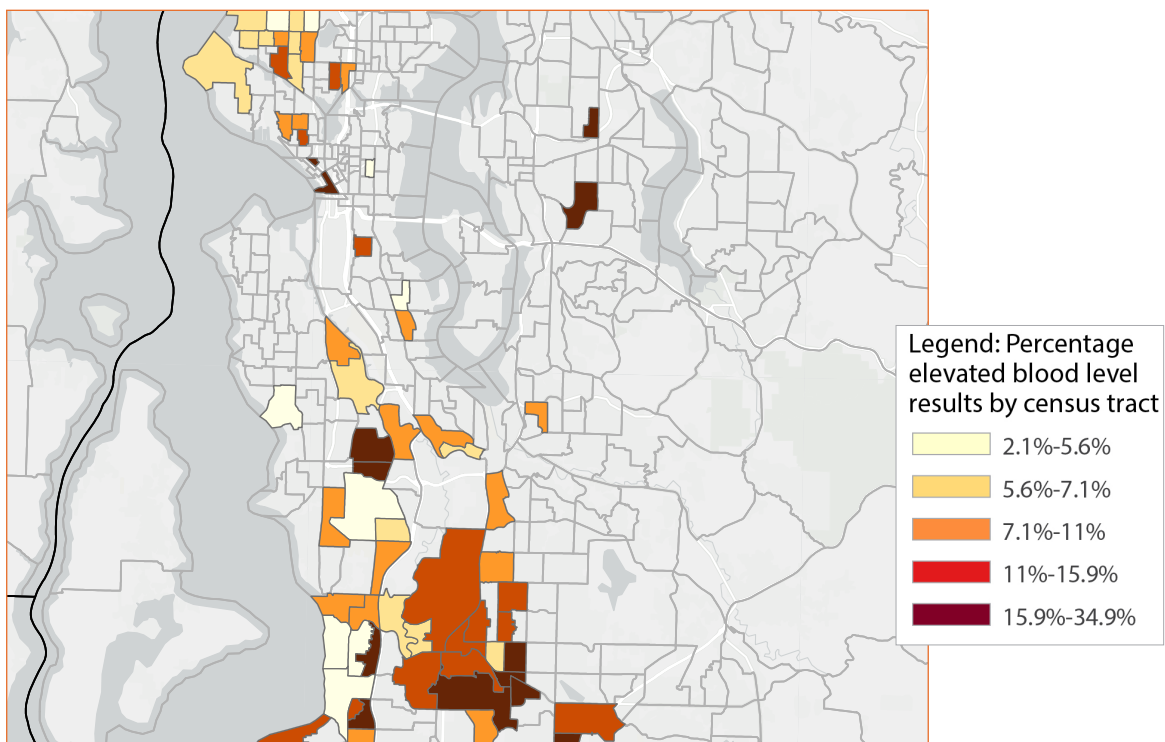 Legend: Percentage
elevated blood level
results by census tract
2.1%-5.6%
5.6%-7.1%
7.1%-11%
11%-15.9%
15.9%-34.9%